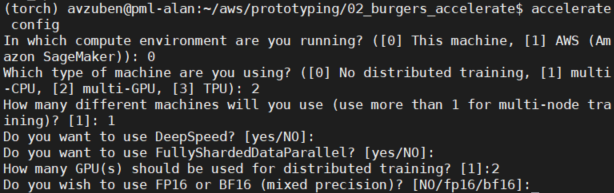 (torch) avzuben@pml-alan:~/aws/prototyping/02_burgers_accelerate$ accelerate
 config
In which compute environment are you running? ([0] This machine, [1] AWS (Am
azon SageMaker)): 0
Which type of machine are you using? ([0] No distributed training, [1] multi
-CPU, [2] multi-GPU, [3] TPU): 2
How many different machines will you use (use more than 1 for multi-node tra
ining)? [1]: 1
Do you want to use DeepSpeed? [yes/NO]:
Do you want to use FullyShardedDataParallel? [yes/NO]:
How many GPU(s) should be used for distributed training? [1]:2
Do you wish to use FP16 or BF16 (mixed precision)? [NO/fp16/bf16]: